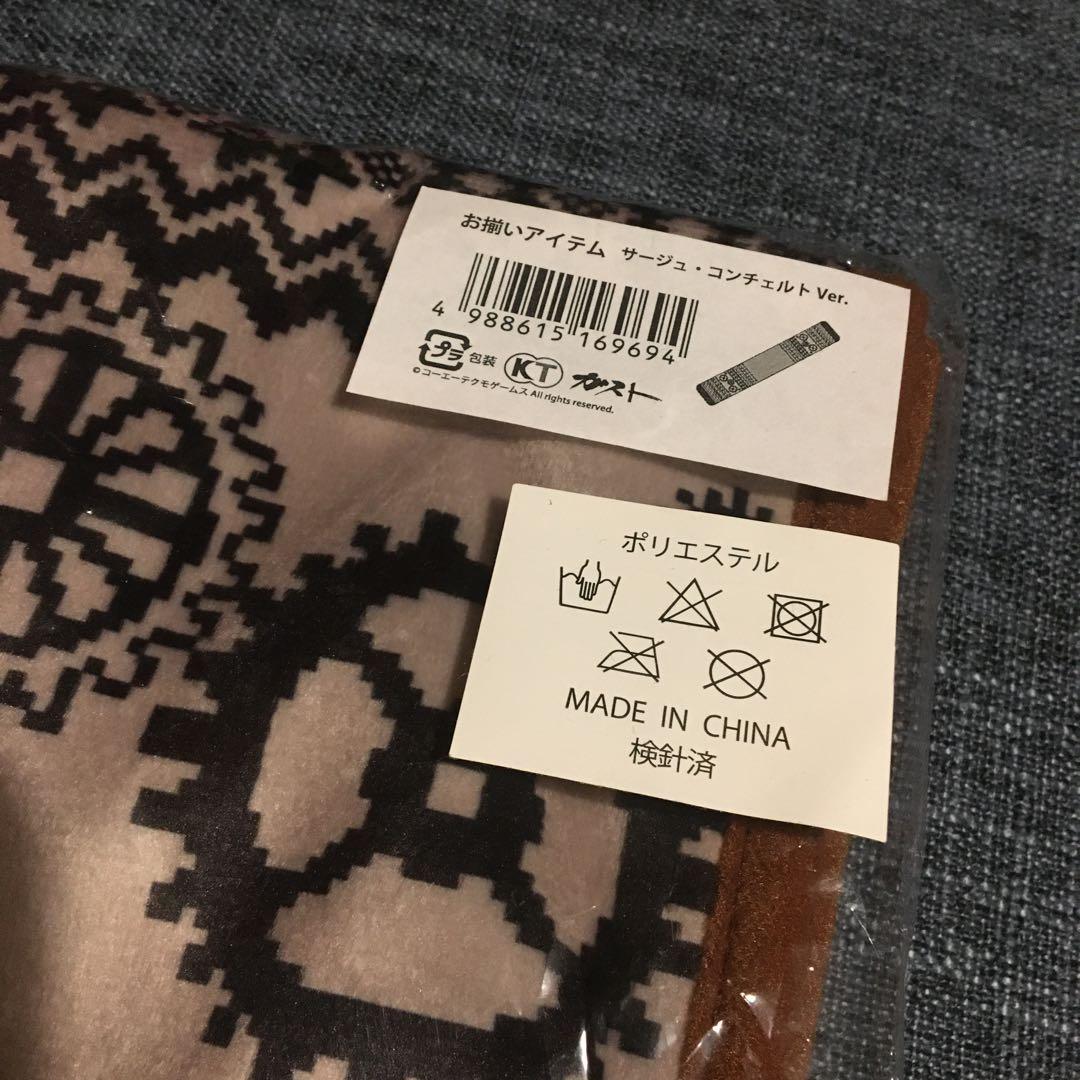 お揃いアイテム サージュ・コンチェルト Ver.
4 988615 169694
プラ 包装 KT ガスト
©コーエーテクモゲームス All rights reserved.
ポリエステル
MADE IN CHINA
検針済